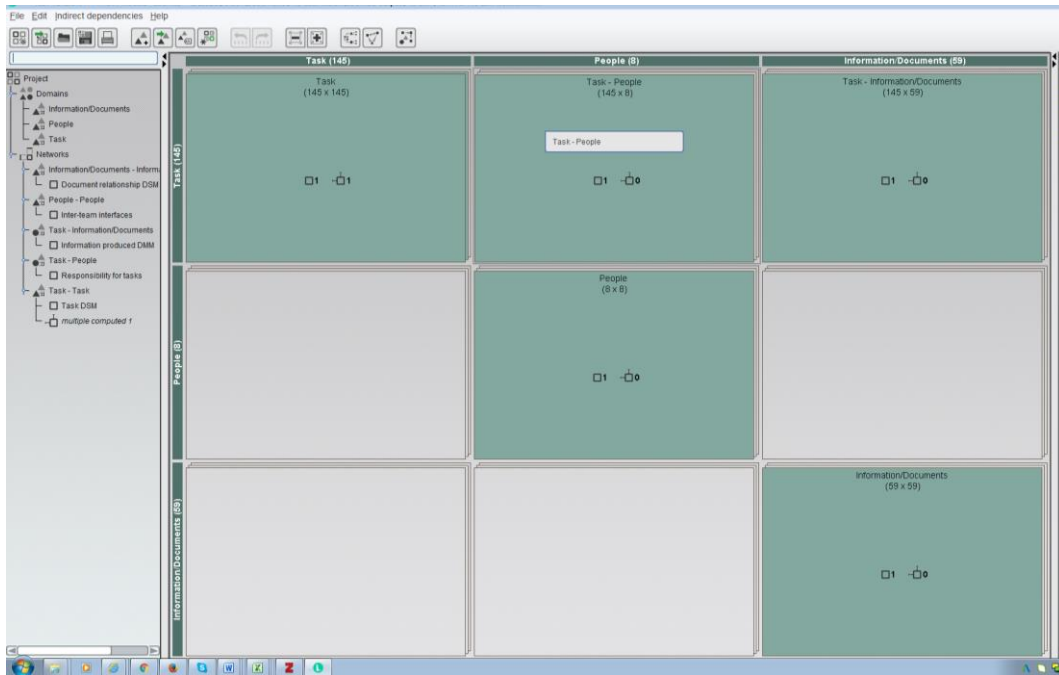 File Edit Indirect dependencies Help
Project
Domains
Information/Documents
People
Task
Networks
Information/Documents - Inform
Document relationship DSM
People - People
Inter-team interfaces
Task - Information/Documents
Information produced DMM
Task - People
Responsibility for tasks
Task - Task
Task DSM
multiple computed 1
Task (145) People (8) Information/Documents (59)
Task (145)
Task
(145 x 145)
1 1
Task - People
(145 x 8)
Task - People
1 0
Task - Information/Documents
(145 x 59)
1 0
People (8)
People
(8 x 8)
1 0
Information/Documents (59)
Information/Documents
(59 x 59)
1 0